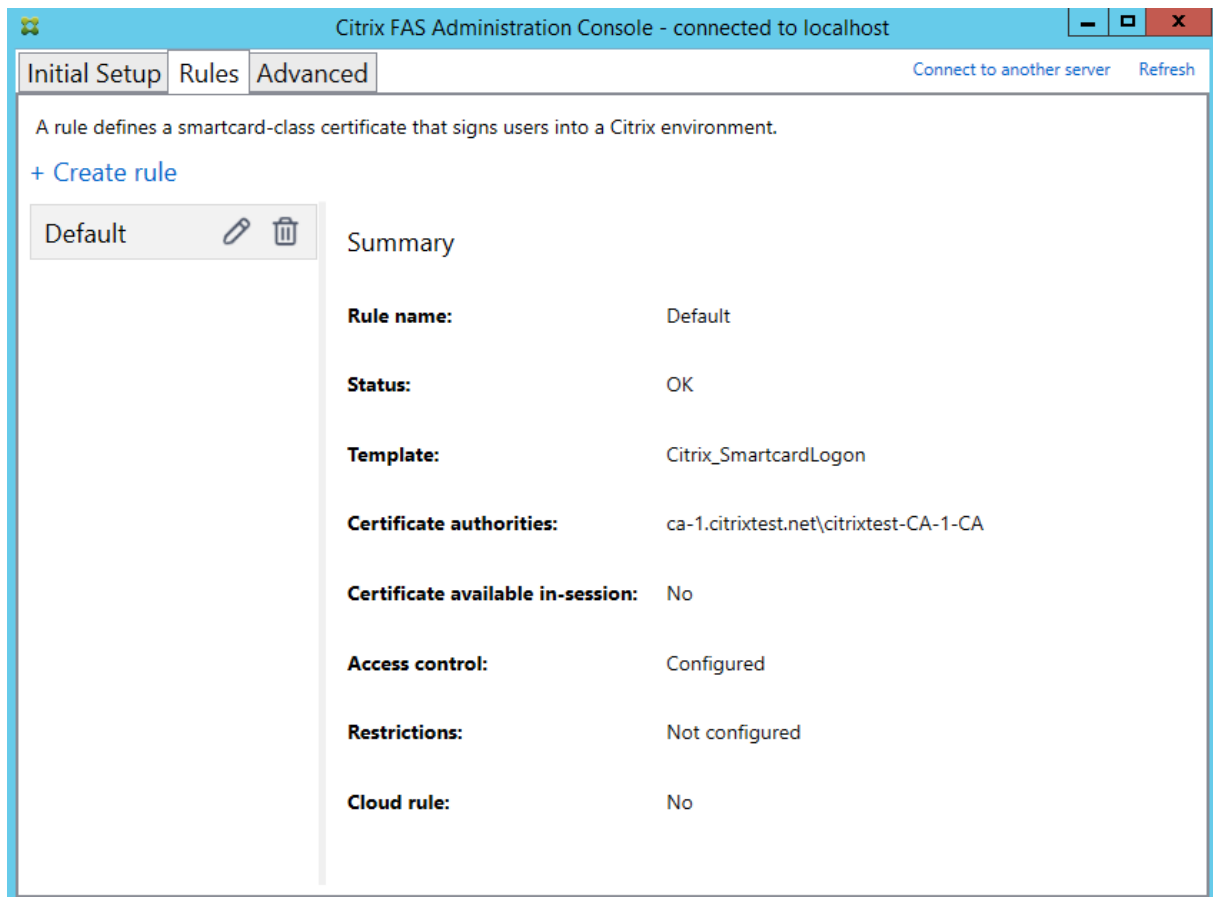 Citrix FAS Administration Console - connected to localhost
Initial Setup Rules Advanced Connect to another server Refresh
A rule defines a smartcard-class certificate that signs users into a Citrix environment.
+ Create rule
Default
Summary
Rule name: Default
Status: OK
Template: Citrix_SmartcardLogon
Certificate authorities: ca-1.citrixtest.net\citrixtest-CA-1-CA
Certificate available in-session: No
Access control: Configured
Restrictions: Not configured
Cloud rule: No